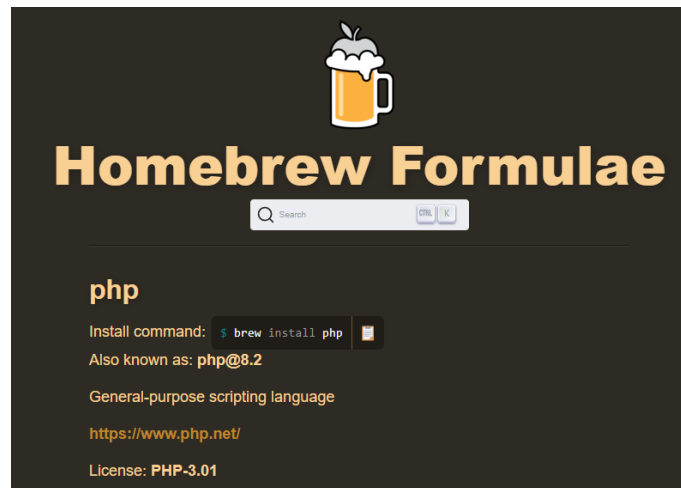 Homebrew Formulae
Search
CTRL K
php
Install command: $ brew install php
Also known as: php@8.2
General-purpose scripting language
https://www.php.net/
License: PHP-3.01